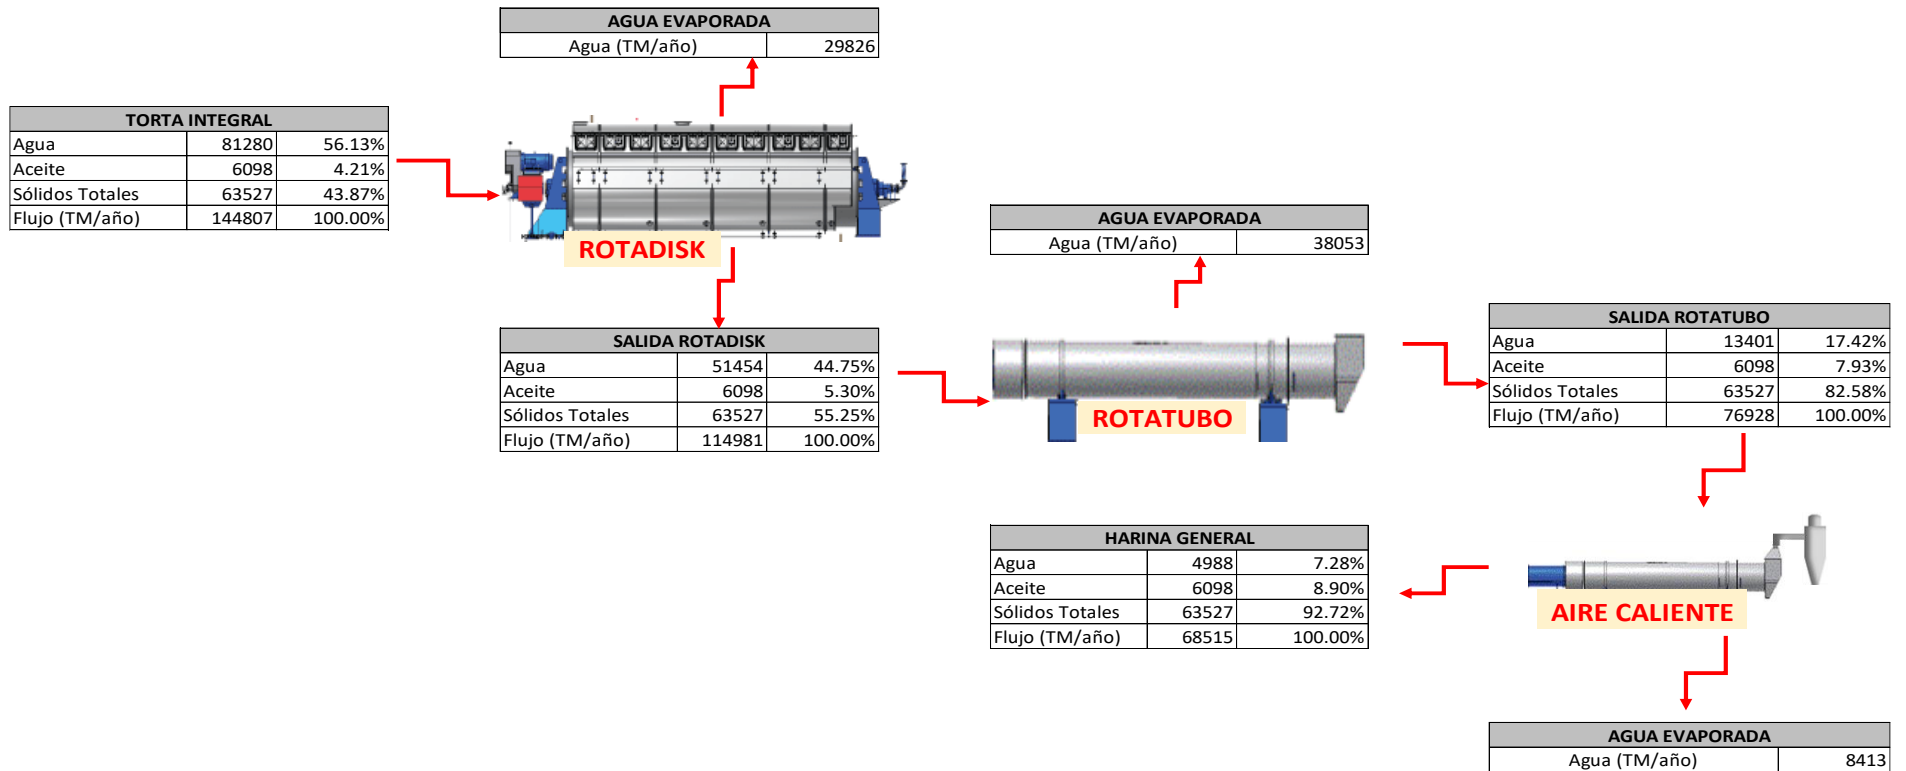 AGUA EVAPORADA
Agua (TM/año) 29826
TORTA INTEGRAL
Agua 81280 56.13%
Aceite 6098 4.21%
Sólidos Totales 63527 43.87%
Flujo (TM/año) 144807 100.00%
ROTADISK
AGUA EVAPORADA
Agua (TM/año) 38053
SALIDA ROTADISK
Agua 51454 44.75%
Aceite 6098 5.30%
Sólidos Totales 63527 55.25%
Flujo (TM/año) 114981 100.00%
ROTATUBO
SALIDA ROTATUBO
Agua 13401 17.42%
Aceite 6098 7.93%
Sólidos Totales 63527 82.58%
Flujo (TM/año) 76928 100.00%
HARINA GENERAL
Agua 4988 7.28%
Aceite 6098 8.90%
Sólidos Totales 63527 92.72%
Flujo (TM/año) 68515 100.00%
AIRE CALIENTE
AGUA EVAPORADA
Agua (TM/año) 8413